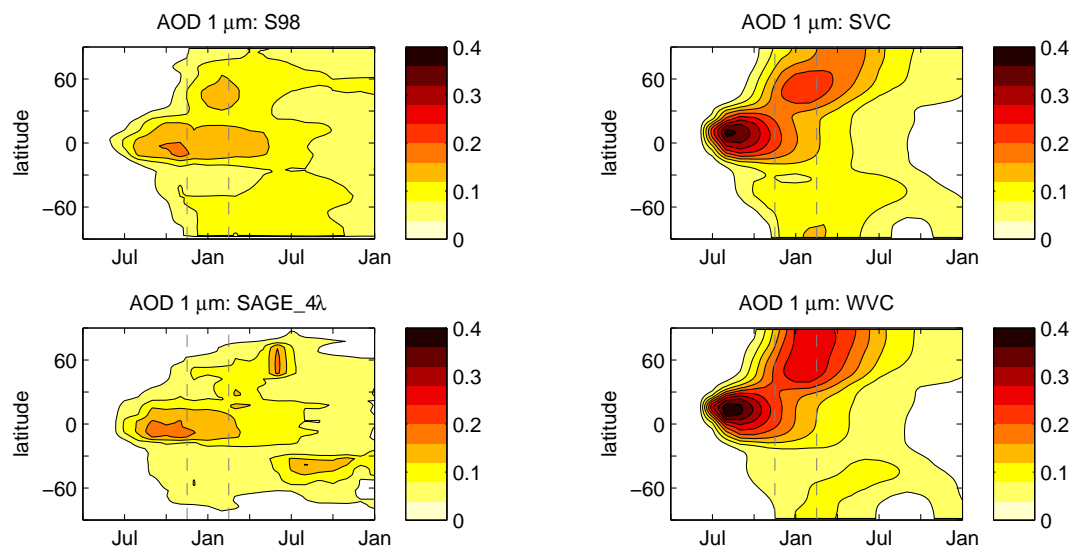 AOD 1 μm: S98
latitude
60
0
−60
Jul
Jan
Jul
Jan
0.4
0.3
0.2
0.1
0
AOD 1 μm: SVC
latitude
60
0
−60
Jul
Jan
Jul
Jan
0.4
0.3
0.2
0.1
0
AOD 1 μm: SAGE_4λ
latitude
60
0
−60
Jul
Jan
Jul
Jan
0.4
0.3
0.2
0.1
0
AOD 1 μm: WVC
latitude
60
0
−60
Jul
Jan
Jul
Jan
0.4
0.3
0.2
0.1
0